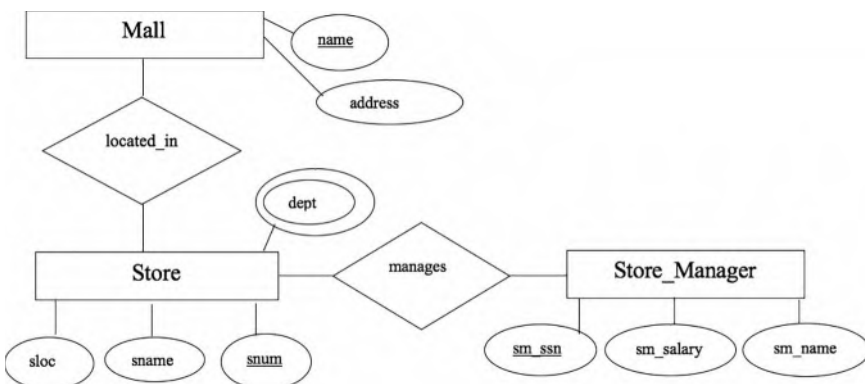 Mall
name
address
located_in
dept
Store
manages
Store_Manager
sloc
sname
snum
sm_ssn
sm_salary
sm_name